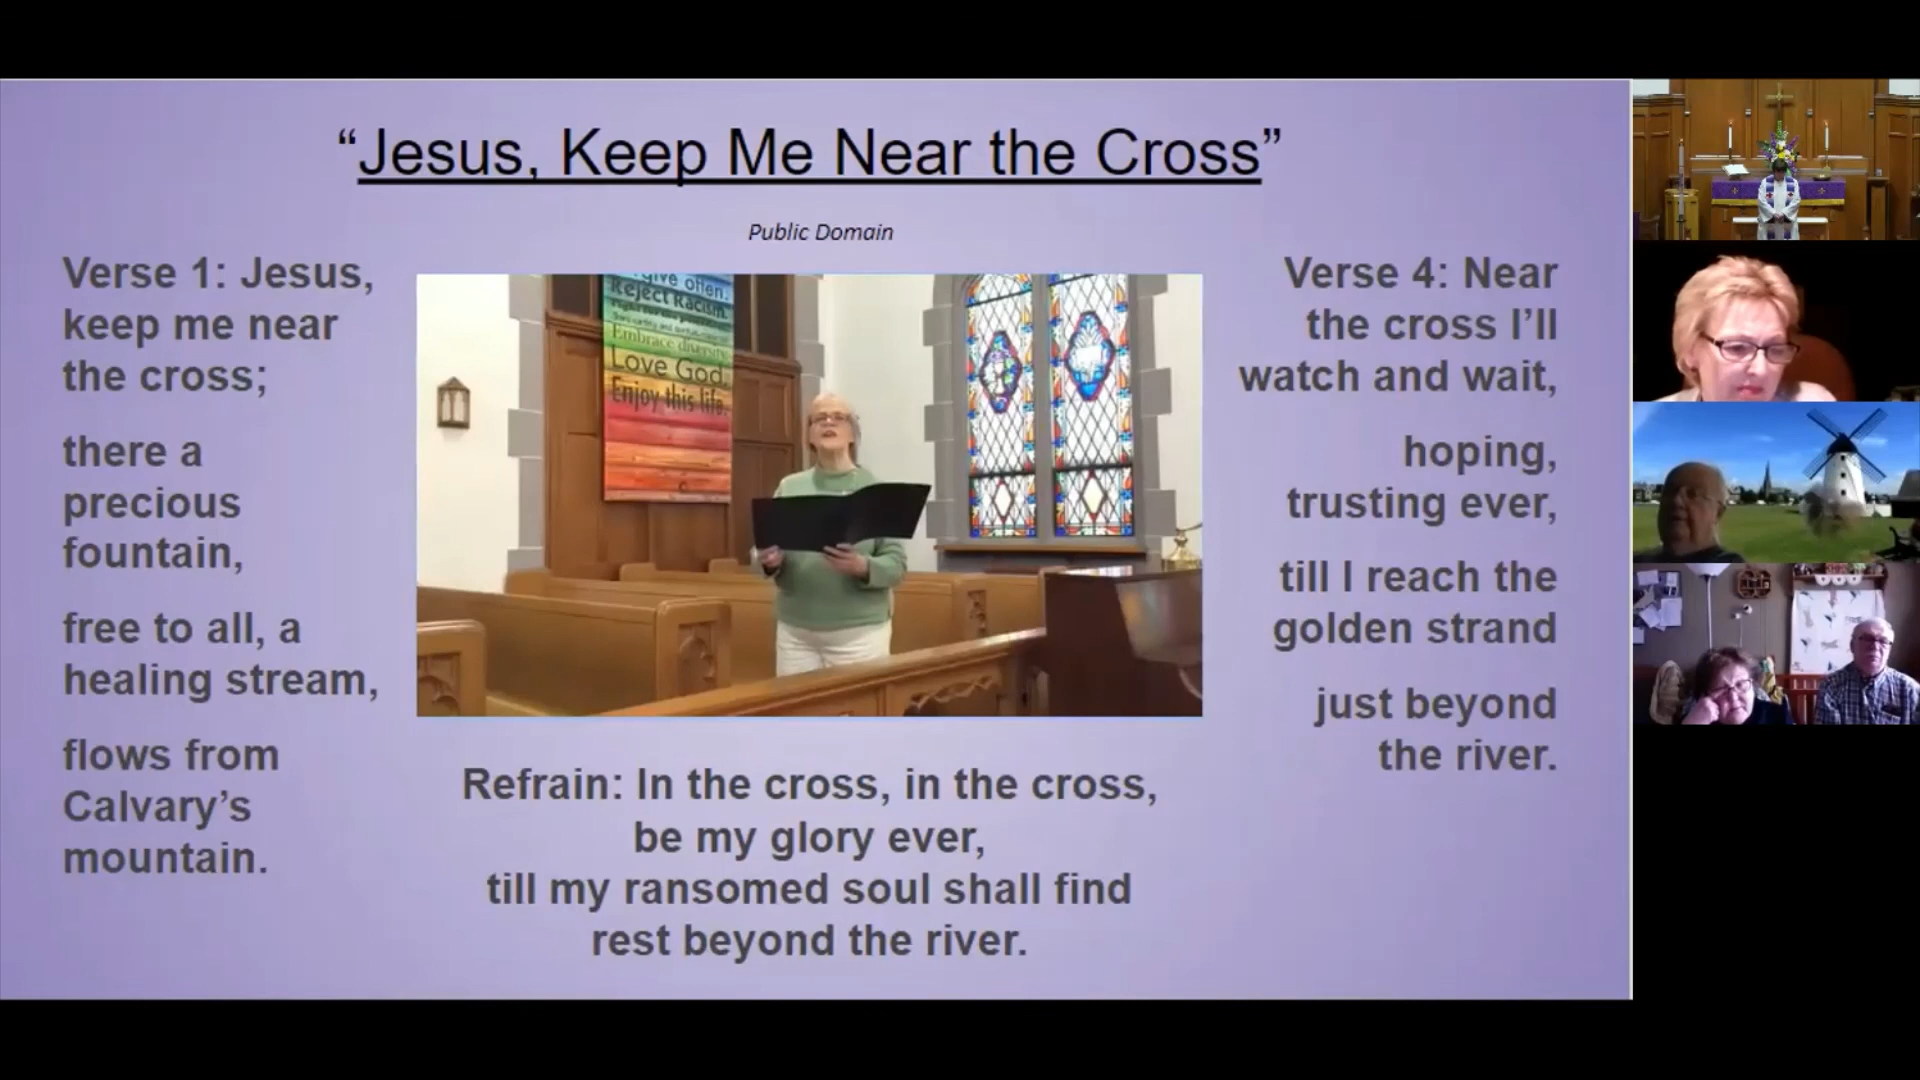 “Jesus, Keep Me Near the Cross”
Public Domain
Verse 1: Jesus,
keep me near
the cross;
there a
precious
fountain,
free to all, a
healing stream,
flows from
Calvary’s
mountain.
give often.
Reject Racism.
Embrace diversity.
Love God.
Enjoy this life.
Refrain: In the cross, in the cross,
be my glory ever,
till my ransomed soul shall find
rest beyond the river.
Verse 4: Near
the cross I’ll
watch and wait,
hoping,
trusting ever,
till I reach the
golden strand
just beyond
the river.